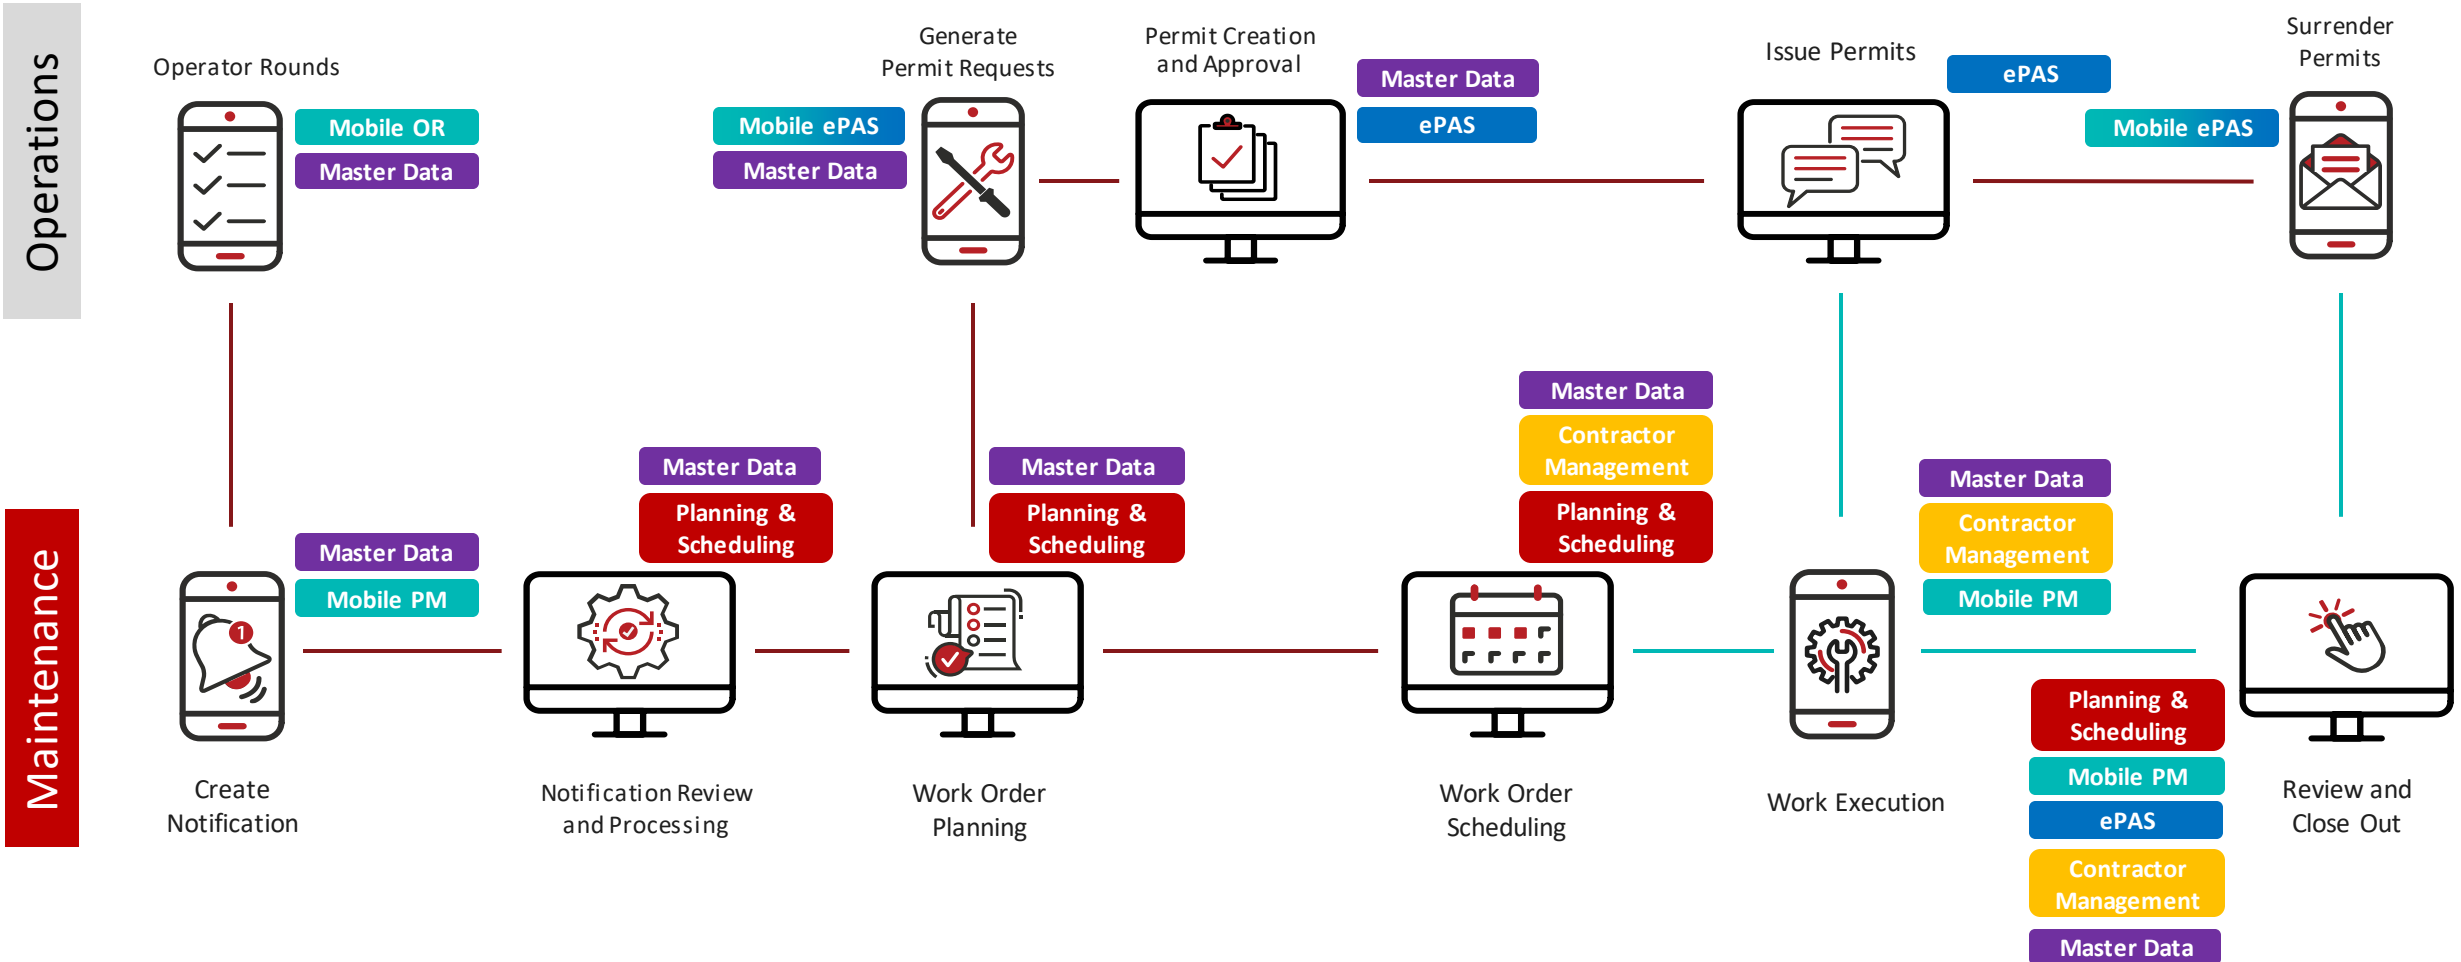 Operations
Operator Rounds
Mobile OR
Master Data
Generate
Permit Requests
Mobile ePAS
Master Data
Permit Creation
and Approval
Master Data
ePAS
Issue Permits
ePAS
Surrender
Permits
Mobile ePAS
Maintenance
Master Data
Mobile PM
1
Create
Notification
Master Data
Planning &
Scheduling
Notification Review
and Processing
Master Data
Planning &
Scheduling
Work Order
Planning
Master Data
Contractor
Management
Planning &
Scheduling
Work Order
Scheduling
Master Data
Contractor
Management
Mobile PM
Work Execution
Planning &
Scheduling
Mobile PM
ePAS
Contractor
Management
Master Data
Review and
Close Out